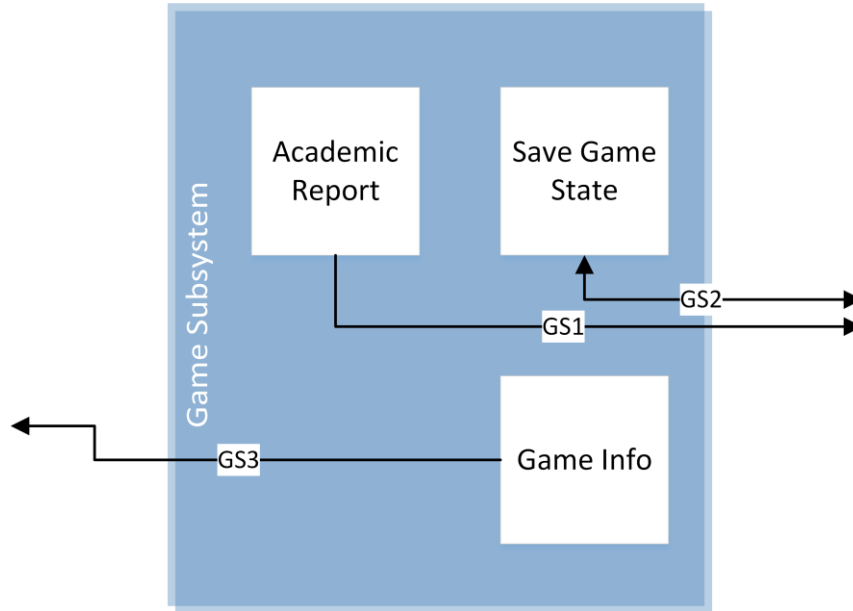 Game Subsystem
Academic
Report
Save Game
State
GS2
GS1
GS3
Game Info